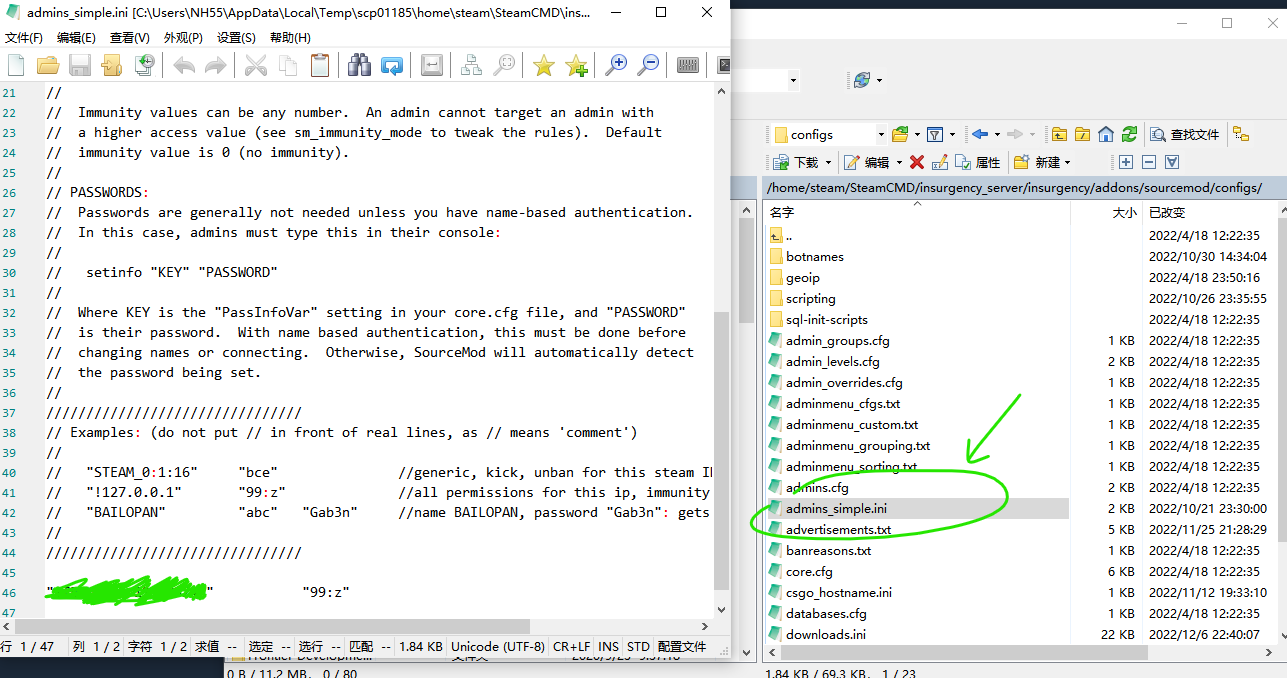 admins_simple.ini [C:\Users\NH55\AppData\Local\Temp\scp01185\home\steam\SteamCMD\ins...
文件(F) 编辑(E) 查看(V) 外观(P) 设置(S) 帮助(H)
21 //
22 //  Immunity values can be any number.  An admin cannot target an admin with
23 //  a higher access value (see sm_immunity_mode to tweak the rules).  Default
24 //  immunity value is 0 (no immunity).
25 //
26 // PASSWORDS:
27 //  Passwords are generally not needed unless you have name-based authentication.
28 //  In this case, admins must type this in their console:
29 //
30 //   setinfo "KEY" "PASSWORD"
31 //
32 //  Where KEY is the "PassInfoVar" setting in your core.cfg file, and "PASSWORD"
33 //  is their password.  With name based authentication, this must be done before
34 //  changing names or connecting.  Otherwise, SourceMod will automatically detect
35 //  the password being set.
36 //
37 ////////////////////////////////
38 // Examples: (do not put // in front of real lines, as // means 'comment')
39 //
40 //  "STEAM_0:1:16"     "bce"               //generic, kick, unban for this steam I
41 //  "!127.0.0.1"       "99:z"              //all permissions for this ip, immunity
42 //  "BAILOPAN"         "abc"   "Gab3n"     //name BAILOPAN, password "Gab3n": gets
43 //
44 ////////////////////////////////
45
46 " " "99:z"
47
行 1 / 47 列 1 / 2 字符 1 / 2 求值 -- 选定 -- 选行 -- 匹配 -- 1.84 KB Unicode (UTF-8) CR+LF INS STD 配置文件
0 B / 11.2 MB, 0 / 80
configs 查找文件
下载 编辑 属性 新建
/home/steam/SteamCMD/insurgency_server/insurgency/addons/sourcemod/configs/
名字 大小 已改变
.. 2022/4/18 12:22:35
botnames 2022/10/30 14:34:04
geoip 2022/4/18 23:50:16
scripting 2022/10/26 23:35:55
sql-init-scripts 2022/4/18 12:22:35
admin_groups.cfg 1 KB 2022/4/18 12:22:35
admin_levels.cfg 2 KB 2022/4/18 12:22:35
admin_overrides.cfg 1 KB 2022/4/18 12:22:35
adminmenu_cfgs.txt 1 KB 2022/4/18 12:22:35
adminmenu_custom.txt 1 KB 2022/4/18 12:22:35
adminmenu_grouping.txt 1 KB 2022/4/18 12:22:35
adminmenu_sorting.txt 1 KB 2022/4/18 12:22:35
admins.cfg 2 KB 2022/4/18 12:22:35
admins_simple.ini 2 KB 2022/10/21 23:30:00
advertisements.txt 5 KB 2022/11/25 21:28:29
banreasons.txt 1 KB 2022/4/18 12:22:35
core.cfg 6 KB 2022/4/18 12:22:35
csgo_hostname.ini 1 KB 2022/11/12 19:33:10
databases.cfg 1 KB 2022/4/18 12:22:35
downloads.ini 22 KB 2022/12/6 22:40:07
1.84 KB / 69.3 KB, 1 / 23